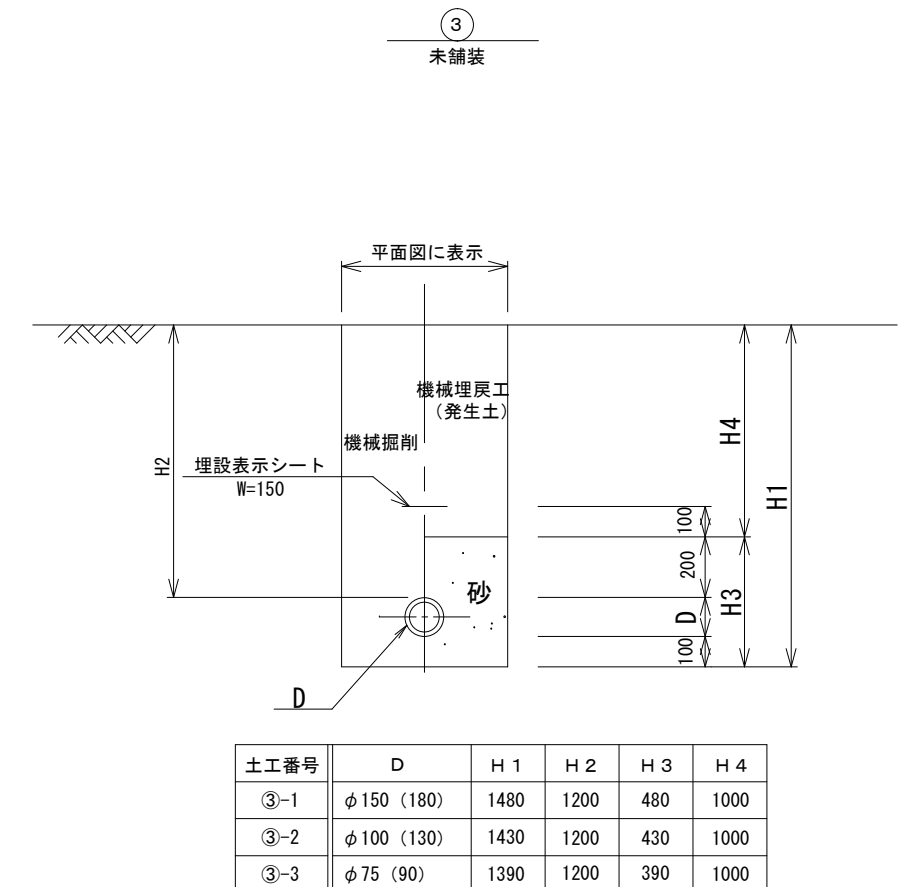 3
未舗装
平面図に表示
機械埋戻工
（発生土）
機械掘削
H2
埋設表示シート
W=150
H4
H1
100
200
砂
H3
D
100
D
土工番号 D H1 H2 H3 H4
③-1 φ150 (180) 1480 1200 480 1000
③-2 φ100 (130) 1430 1200 430 1000
③-3 φ75 (90) 1390 1200 390 1000